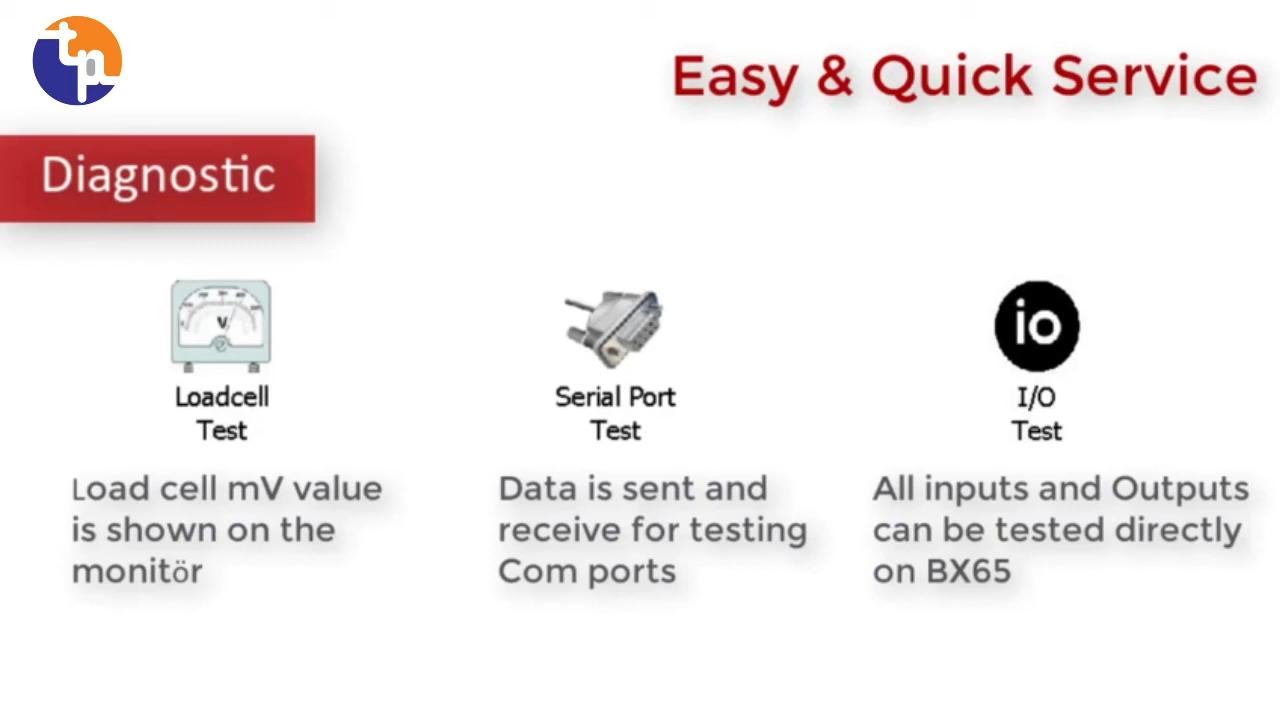 tp
Easy & Quick Service
Diagnostic
V
io
Loadcell
Test
Serial Port
Test
I/O
Test
Load cell mV value
is shown on the
monitör
Data is sent and
receive for testing
Com ports
All inputs and Outputs
can be tested directly
on BX65